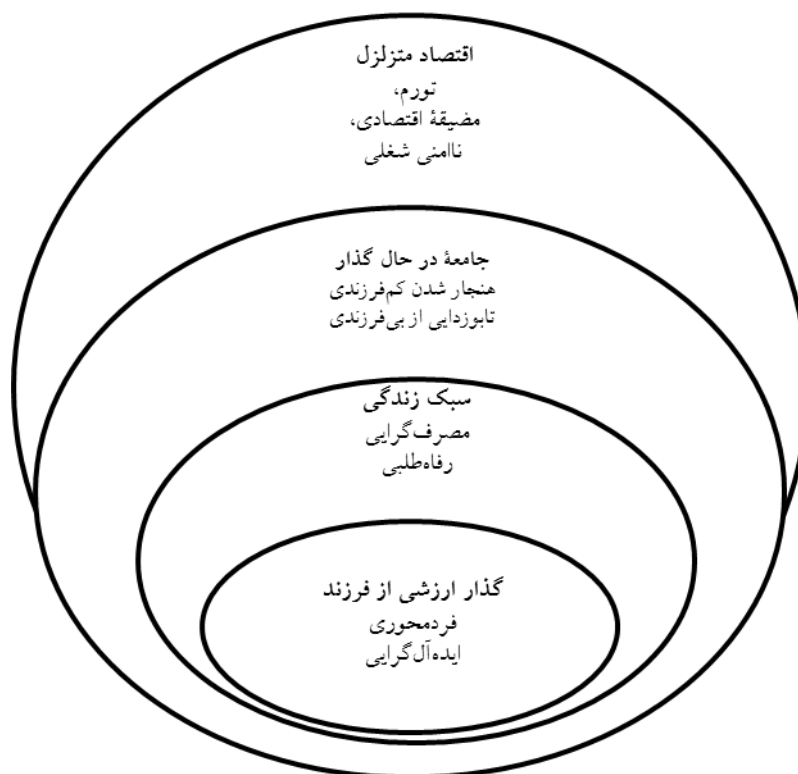 اقتصاد متزلزل
تورم،
مضیقهٔ اقتصادی،
ناامنی شغلی
جامعهٔ در حال گذار
هنجار شدن کم‌فرزندی
تابوزدایی از بی‌فرزندی
سبک زندگی
مصرف‌گرایی
رفاه‌طلبی
گذار ارزشی از فرزند
فردمحوری
ایده‌آل‌گرایی